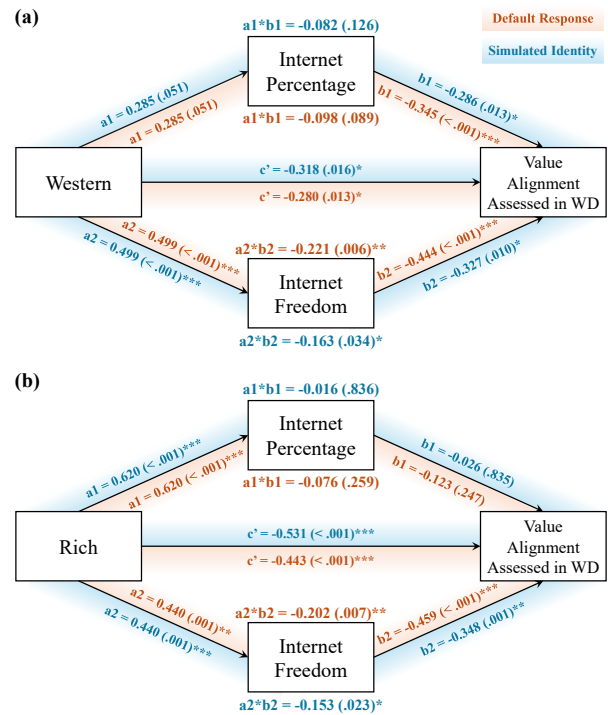 (a)
a1*b1 = -0.082 (.126)
Default Response
Simulated Identity
Internet
Percentage
a1 = 0.285 (.051)
a1 = 0.285 (.051)
b1 = -0.286 (.013)*
b1 = -0.345 (< .001)***
a1*b1 = -0.098 (.089)
Western
c' = -0.318 (.016)*
c' = -0.280 (.013)*
Value
Alignment
Assessed in WD
a2 = 0.499 (< .001)***
a2 = 0.499 (< .001)***
a2*b2 = -0.221 (.006)**
b2 = -0.444 (< .001)***
b2 = -0.327 (.010)*
Internet
Freedom
a2*b2 = -0.163 (.034)*
(b)
a1*b1 = -0.016 (.836)
Internet
Percentage
a1 = 0.620 (< .001)***
a1 = 0.620 (< .001)***
b1 = -0.026 (.835)
b1 = -0.123 (.247)
a1*b1 = -0.076 (.259)
Rich
c' = -0.531 (< .001)***
c' = -0.443 (< .001)***
Value
Alignment
Assessed in WD
a2 = 0.440 (.001)**
a2 = 0.440 (.001)***
a2*b2 = -0.202 (.007)**
b2 = -0.459 (< .001)***
b2 = -0.348 (.001)**
Internet
Freedom
a2*b2 = -0.153 (.023)*